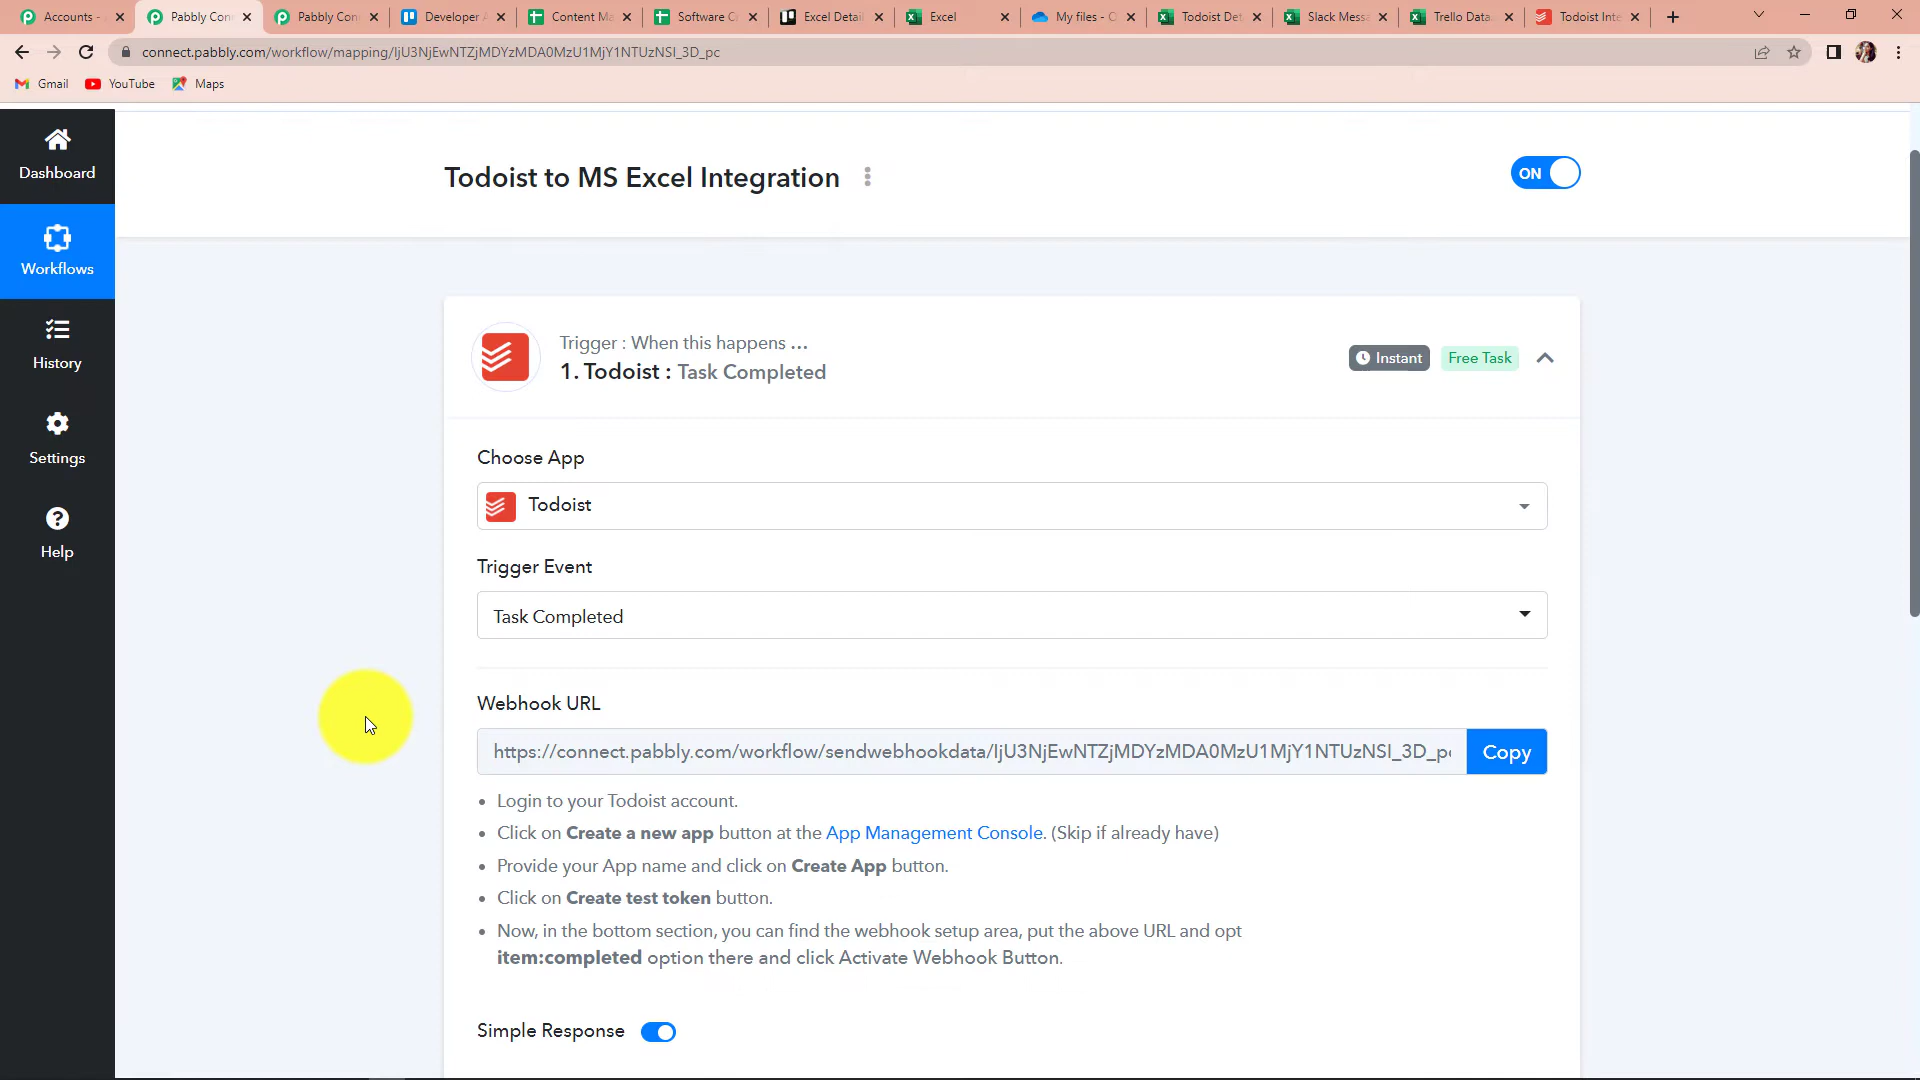 Accounts -
Pabbly Con
Pabbly Con
Developer A
Content Ma
Software C
Excel Detail
Excel
My files - O
Todoist Det
Slack Messa
Trello Data
Todoist Inte
connect.pabbly.com/workflow/mapping/IjU3NjEwNTZjMDYzMDA0MzU1MjY1NTUzNSI_3D_pc
Gmail
YouTube
Maps
Dashboard
Workflows
History
Settings
Help
Todoist to MS Excel Integration
ON
Trigger : When this happens ...
1. Todoist : Task Completed
Instant
Free Task
Choose App
Todoist
Trigger Event
Task Completed
Webhook URL
https://connect.pabbly.com/workflow/sendwebhookdata/IjU3NjEwNTZjMDYzMDA0MzU1MjY1NTUzNSI_3D_pc
Copy
• Login to your Todoist account.
• Click on Create a new app button at the App Management Console. (Skip if already have)
• Provide your App name and click on Create App button.
• Click on Create test token button.
• Now, in the bottom section, you can find the webhook setup area, put the above URL and opt
item:completed option there and click Activate Webhook Button.
Simple Response